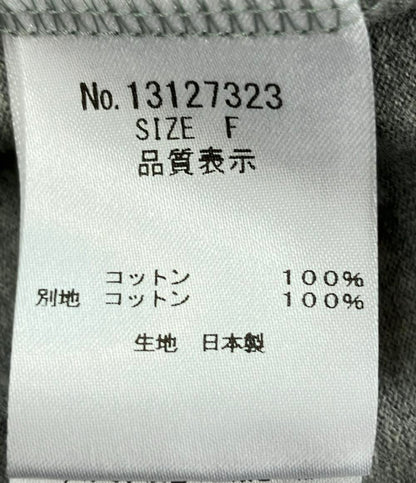 No.13127323
SIZE F
品質表示
コットン 100%
別地 コットン 100%
生地 日本製